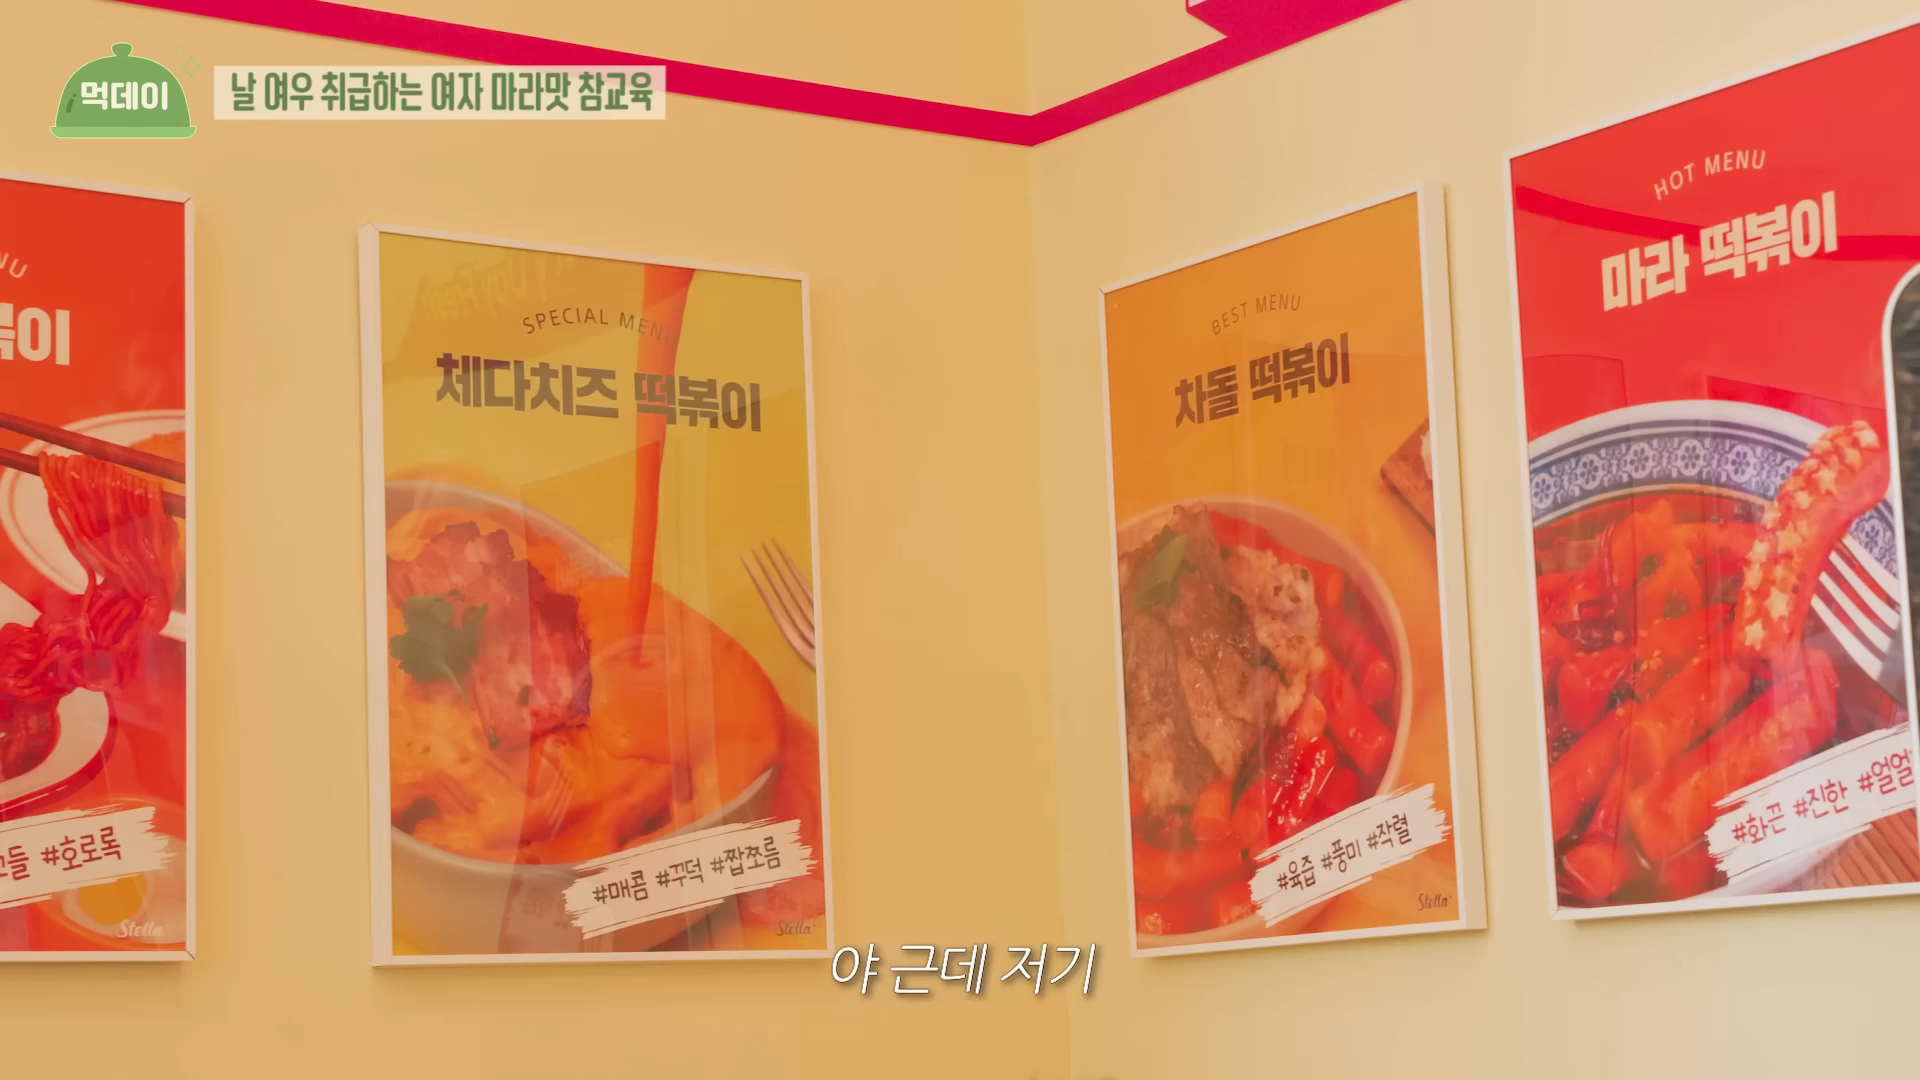 i 먹데이
날 여우 취급하는 여자 마라맛 참교육
NU
볶이
#호로록
Stella
SPECIAL MENU
체다치즈 떡볶이
#매콤 #꾸덕 #짭쪼름
Stella
BEST MENU
차돌 떡볶이
#육즙 #풍미 #작렬
Stella
HOT MENU
마라 떡볶이
#화끈 #진한 #얼얼
야 근데 저기